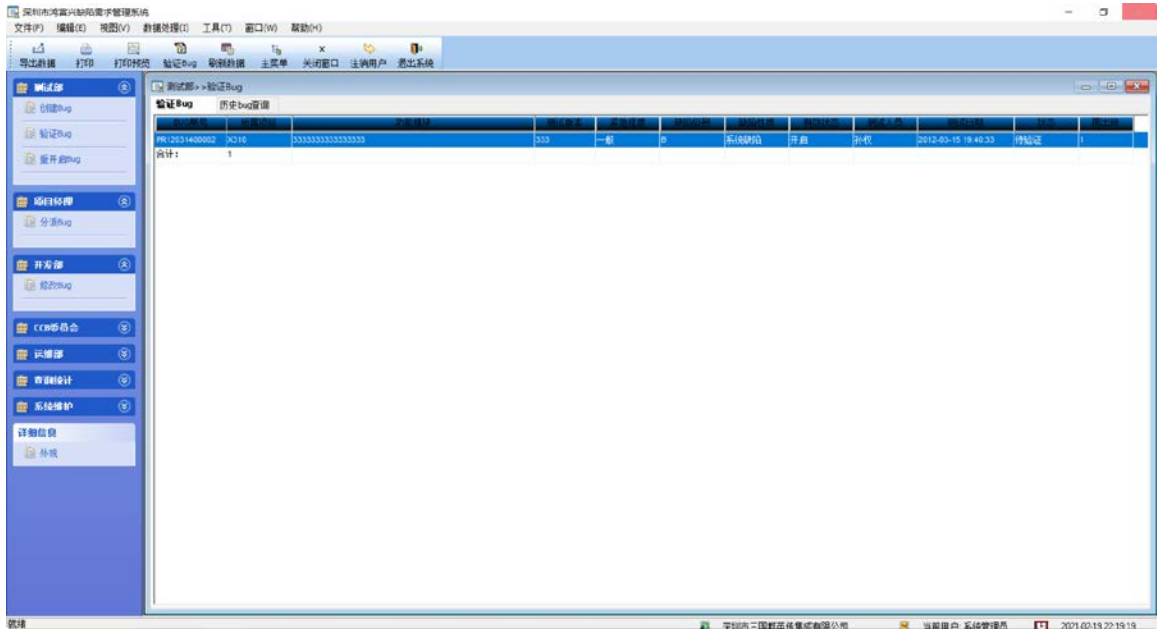 深圳市鸿富兴缺陷需求管理系统
文件(F) 编辑(E) 视图(V) 数据处理(I) 工具(T) 窗口(W) 帮助(H)
导出数据 打印 打印预览 验证Bug 刷新数据 主菜单 关闭窗口 注销用户 退出系统
测试部
创建Bug
验证Bug
重开启Bug
项目经理
分派Bug
开发部
修改Bug
CCB委员会
运维部
查询统计
系统维护
详细信息
外观
测试部>>验证Bug
验证Bug 历史bug查询
PR12031400002 X310 3333333333333333 333 一般 B 系统缺陷 开启 孙权 2012-03-15 19:40:33 待验证 1
合计: 1
就绪
当前用户: 系统管理员 2021-02-19 22:19:19